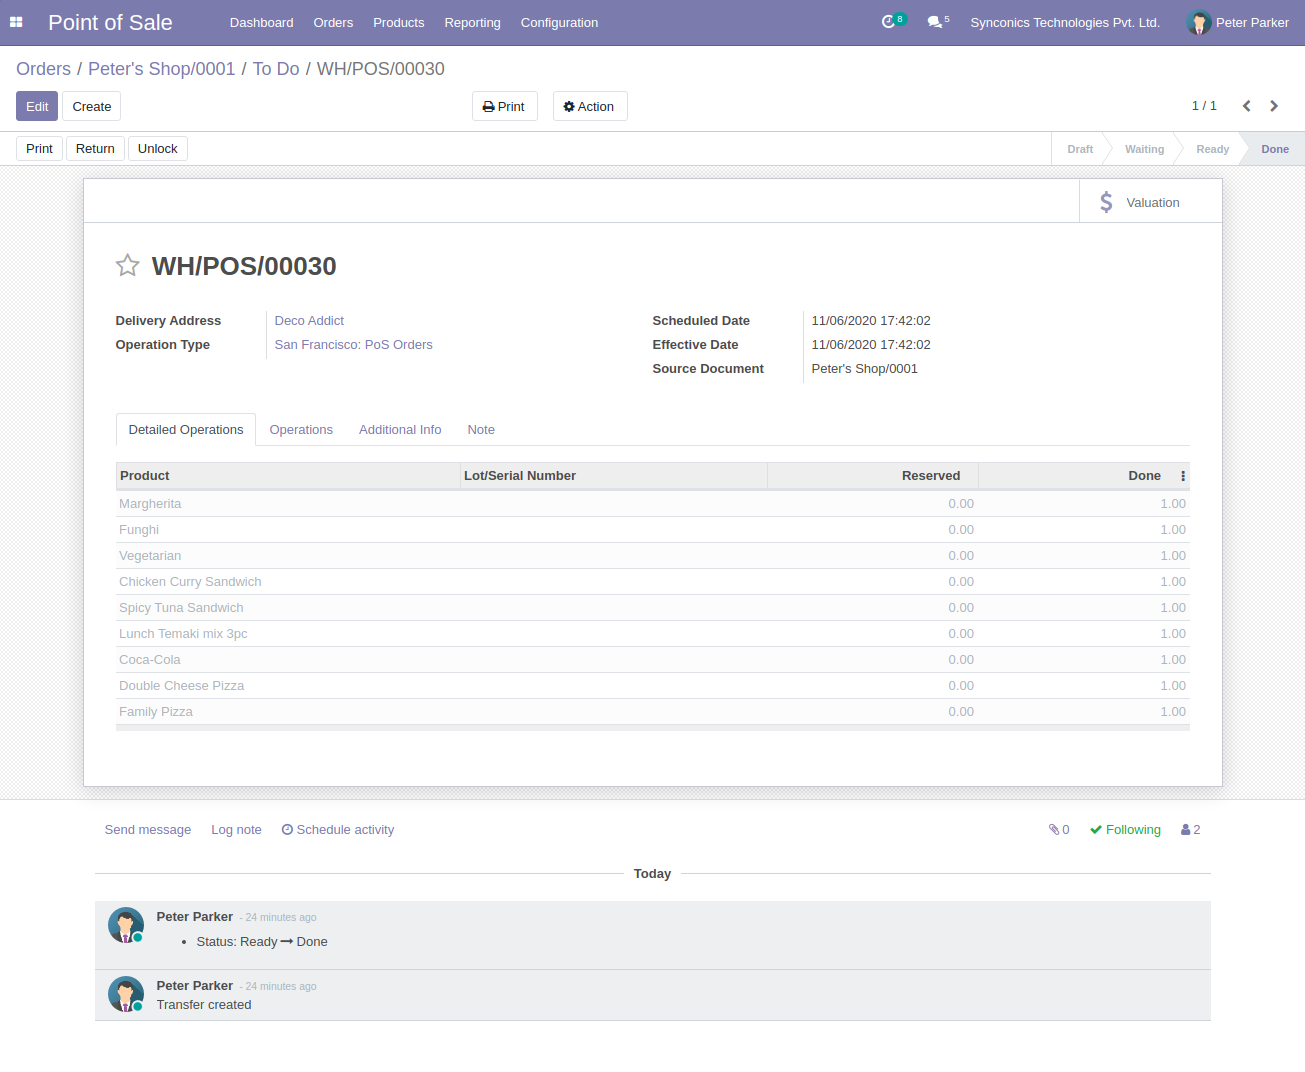 Point of Sale Dashboard Orders Products Reporting Configuration 8 5 Synconics Technologies Pvt. Ltd. Peter Parker
Orders / Peter's Shop/0001 / To Do / WH/POS/00030
Edit Create Print Action 1 / 1
Print Return Unlock Draft Waiting Ready Done
Valuation
WH/POS/00030
Delivery Address Deco Addict Scheduled Date 11/06/2020 17:42:02
Operation Type San Francisco: PoS Orders Effective Date 11/06/2020 17:42:02
Source Document Peter's Shop/0001
Detailed Operations Operations Additional Info Note
Product Lot/Serial Number Reserved Done
Margherita 0.00 1.00
Funghi 0.00 1.00
Vegetarian 0.00 1.00
Chicken Curry Sandwich 0.00 1.00
Spicy Tuna Sandwich 0.00 1.00
Lunch Temaki mix 3pc 0.00 1.00
Coca-Cola 0.00 1.00
Double Cheese Pizza 0.00 1.00
Family Pizza 0.00 1.00
Send message Log note Schedule activity 0 Following 2
Today
Peter Parker - 24 minutes ago
• Status: Ready → Done
Peter Parker - 24 minutes ago
Transfer created